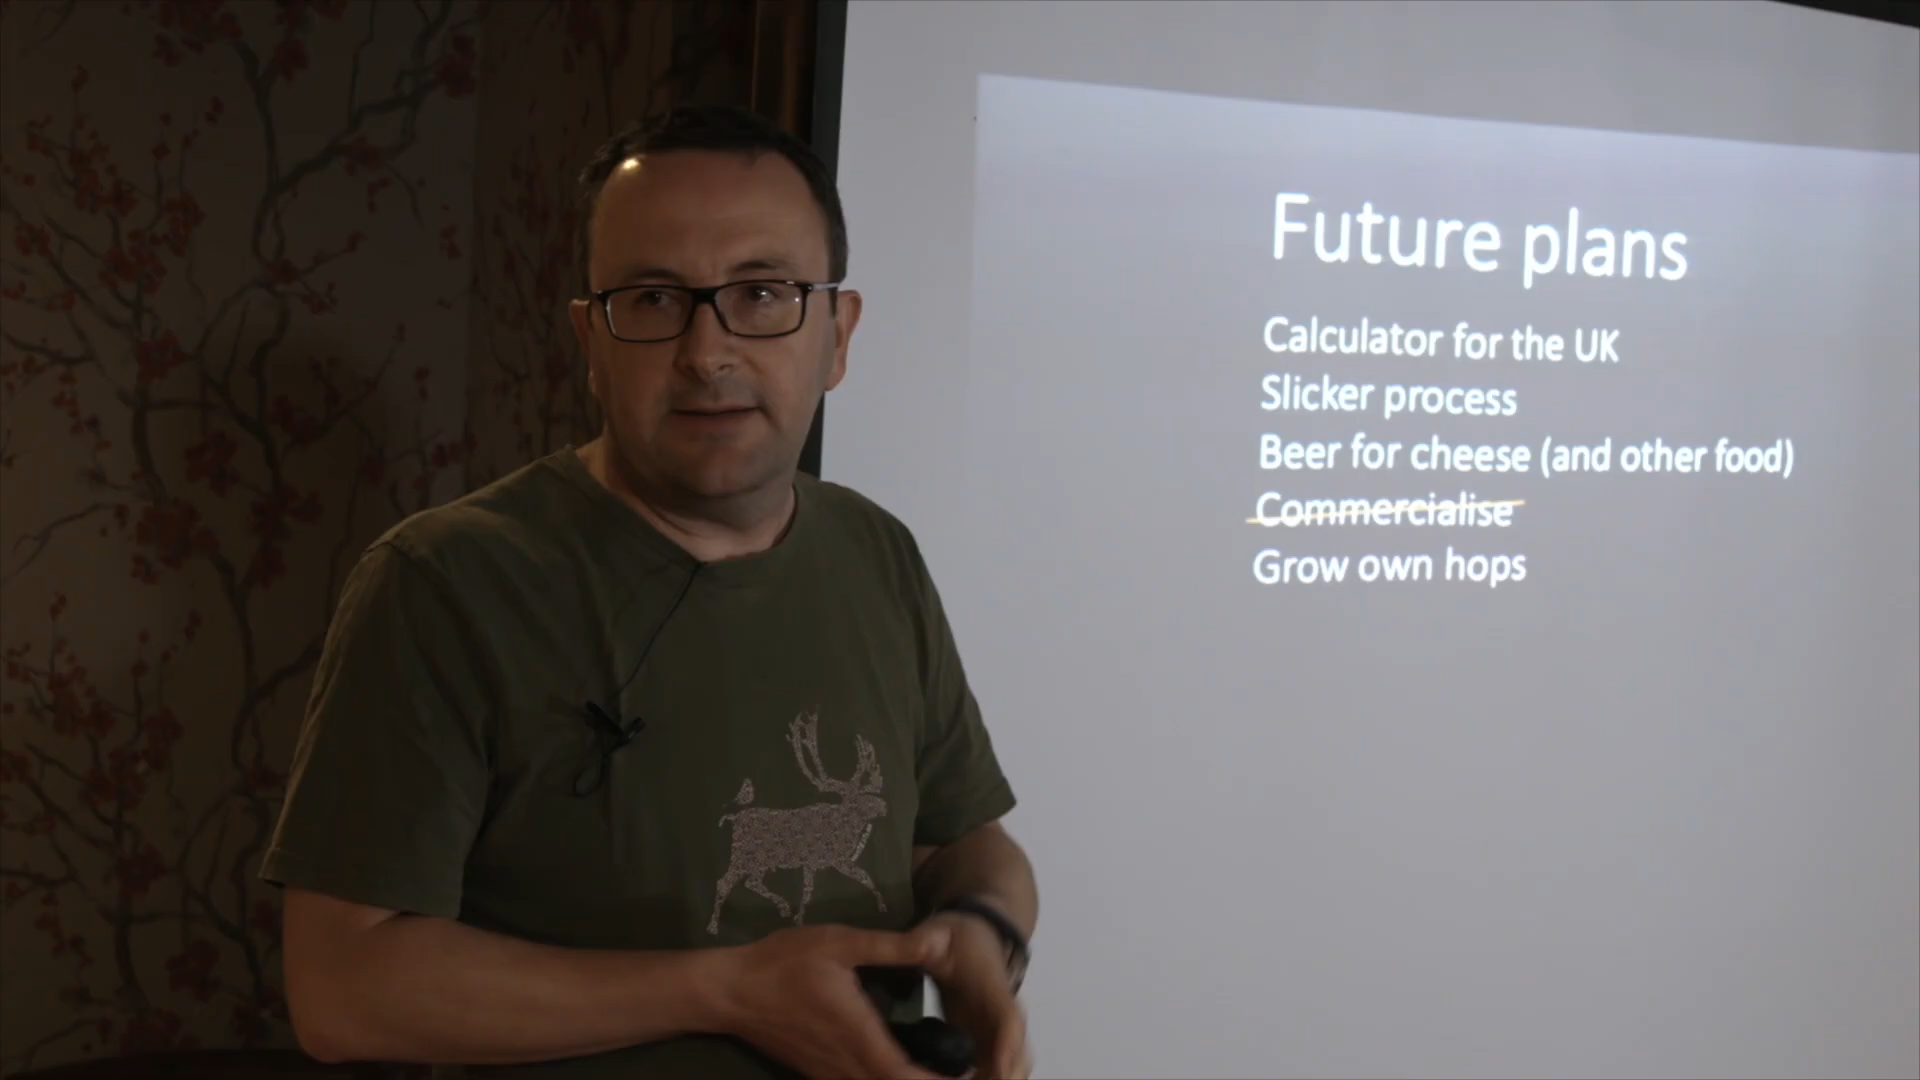 Future plans
Calculator for the UK
Slicker process
Beer for cheese (and other food)
Commercialise
Grow own hops